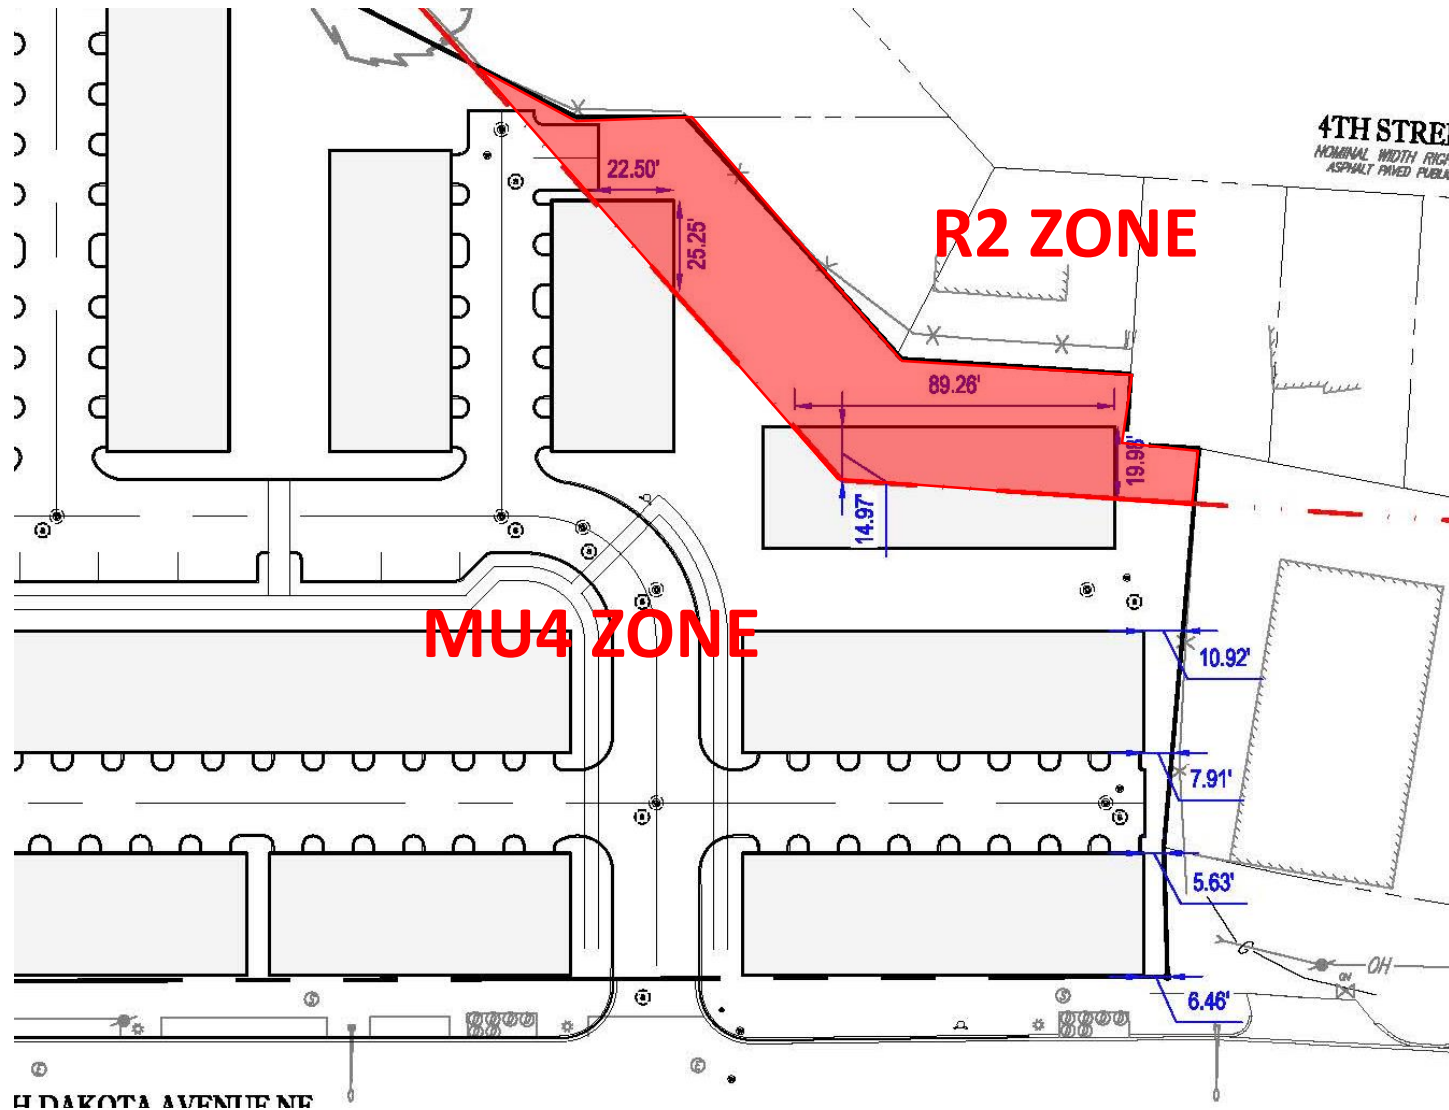 4TH STREE
NOMINAL WIDTH RIGH
ASPHALT PAVED PUBLI
22.50'
R2 ZONE
25.25'
89.26'
19.98'
14.97'
MU4 ZONE
10.92'
7.91'
5.63'
OH
6.46'
H DAKOTA AVENUE NE